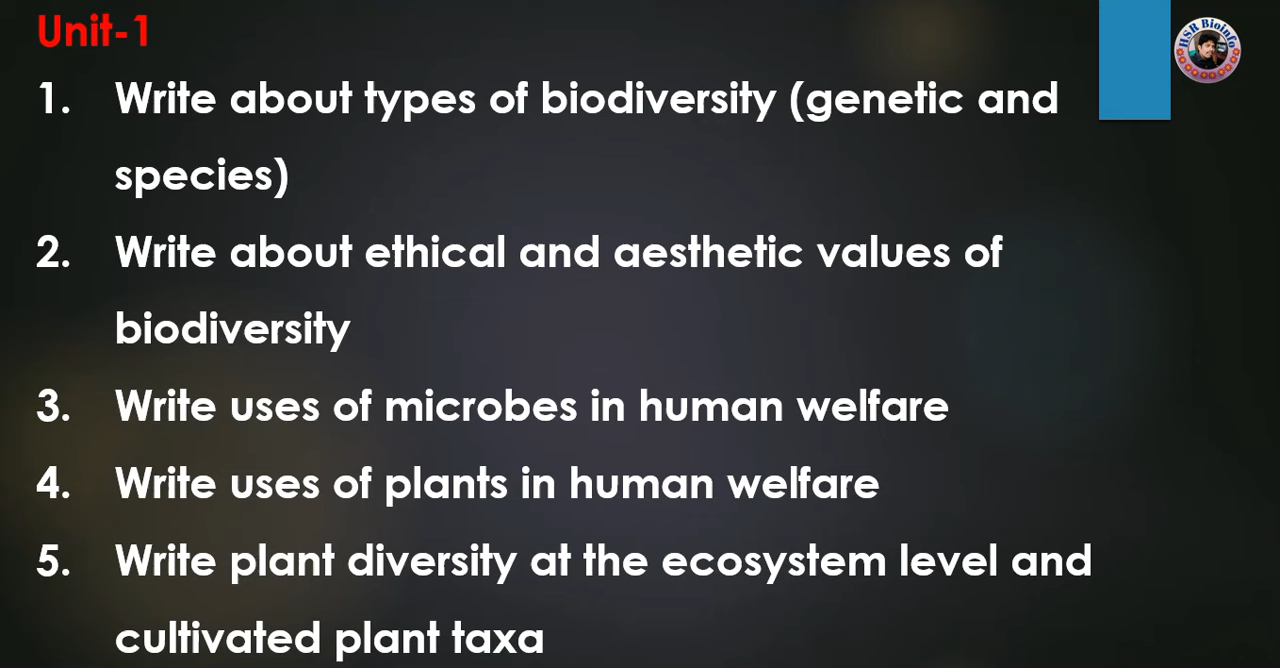 Unit-1
HSR Bioinfo
1. Write about types of biodiversity (genetic and
species)
2. Write about ethical and aesthetic values of
biodiversity
3. Write uses of microbes in human welfare
4. Write uses of plants in human welfare
5. Write plant diversity at the ecosystem level and
cultivated plant taxa